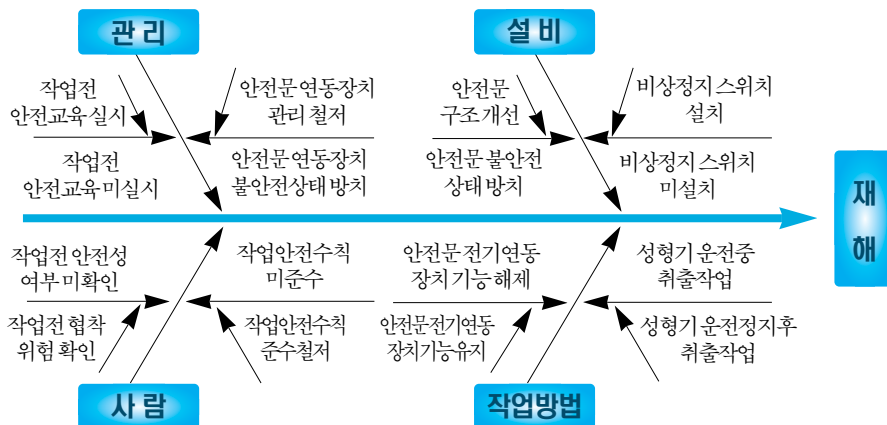 관리
설비
작업전
안전교육 실시
안전문 연동장치
관리 철저
안전문
구조 개선
비상정지 스위치
설치
작업전
안전교육 미실시
안전문 연동장치
불안전상태 방치
안전문 불안전
상태 방치
비상정지 스위치
미설치
재
해
작업전 안전성
여부 미확인
작업안전수칙
미준수
안전문 전기연동
장치 기능 해제
성형기 운전중
취출작업
작업전 협착
위험 확인
작업안전수칙
준수철저
안전문전기연동
장치기능유지
성형기 운전정지후
취출작업
사람
작업방법